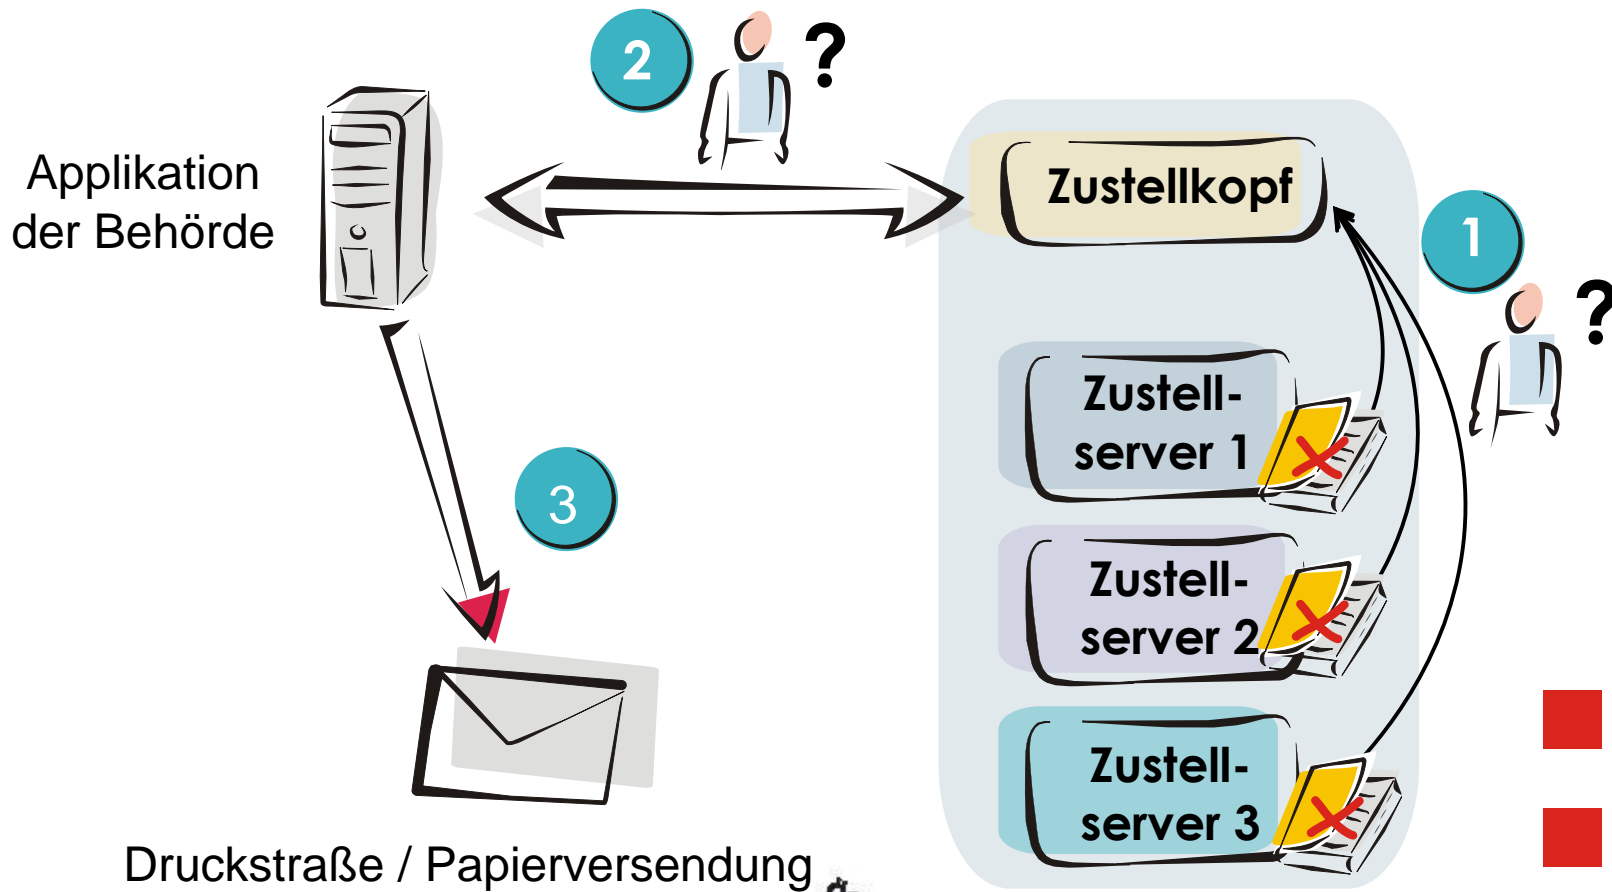 2
?
Applikation
der Behörde
Zustellkopf
1
?
Zustell-
server 1
3
Zustell-
server 2
Zustell-
server 3
Druckstraße / Papierversendung